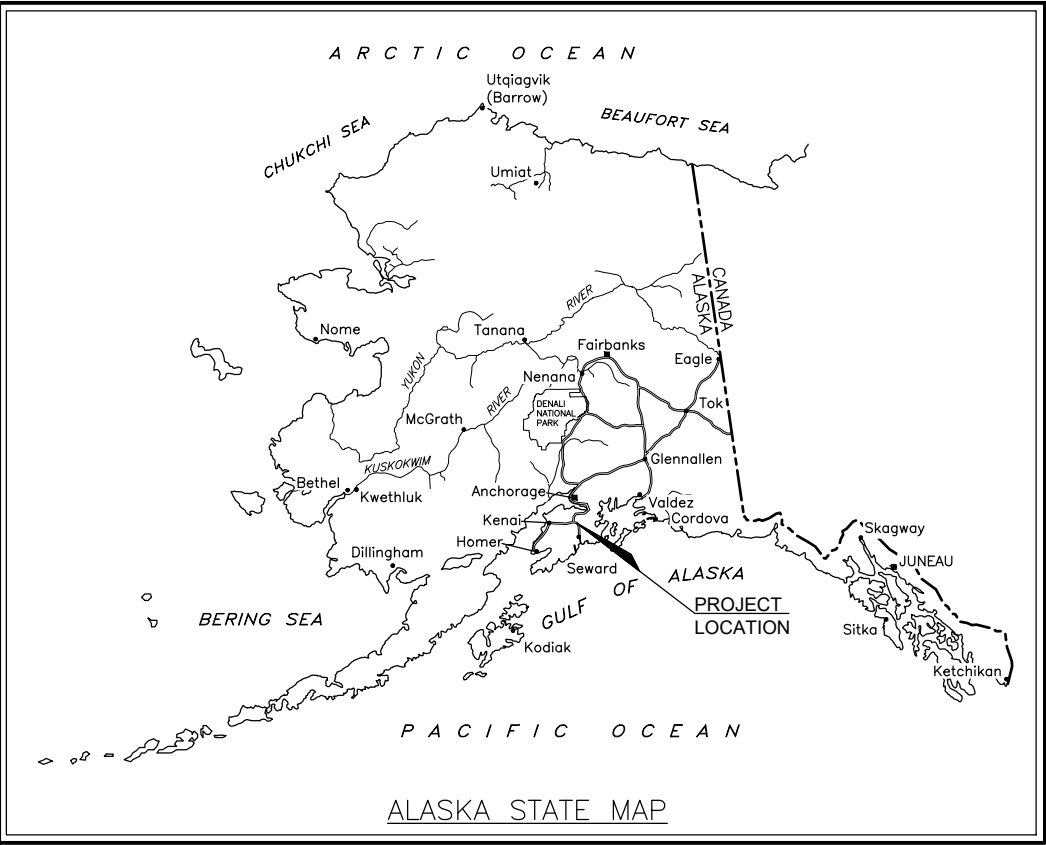 ARCTIC OCEAN
Utqiagvik
(Barrow)
BEAUFORT SEA
CHUKCHI SEA
Umiat
CANADA
ALASKA
RIVER
Nome
Tanana
Fairbanks
Eagle
YUKON
Nenana
DENALI
NATIONAL
PARK
Tok
RIVER
McGrath
KUSKOKWIM
Glennallen
Bethel
Kwethluk
Anchorage
Valdez
Kenai
Cordova
Skagway
Homer
Dillingham
Seward
JUNEAU
GULF OF ALASKA
PROJECT
LOCATION
BERING SEA
Sitka
Kodiak
Ketchikan
PACIFIC OCEAN
ALASKA STATE MAP